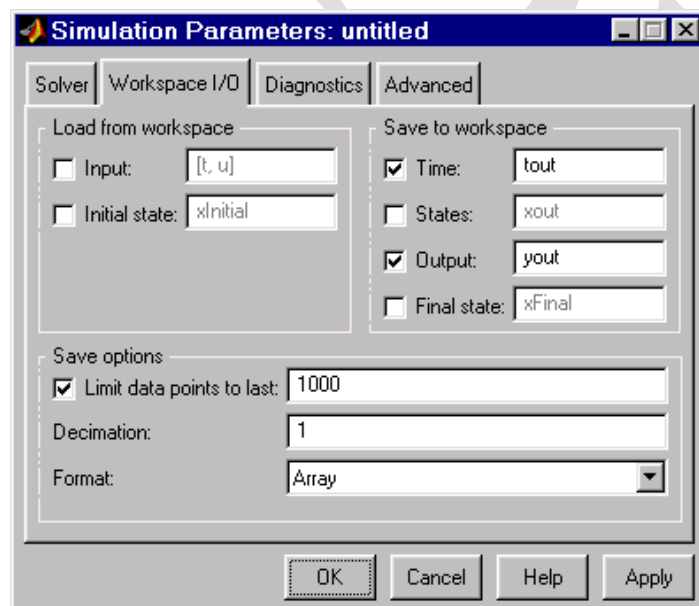 Simulation Parameters: untitled
Solver Workspace I/O Diagnostics Advanced
Load from workspace
Input: [t, u]
Initial state: xInitial
Save to workspace
Time: tout
States: xout
Output: yout
Final state: xFinal
Save options
Limit data points to last: 1000
Decimation: 1
Format: Array
OK Cancel Help Apply